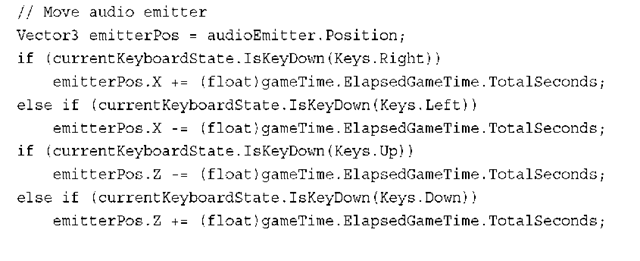 // Move audio emitter
Vector3 emitterPos = audioEmitter.Position;
if (currentKeyboardState.IsKeyDown(Keys.Right))
    emitterPos.X += (float)gameTime.ElapsedGameTime.TotalSeconds;
else if (currentKeyboardState.IsKeyDown(Keys.Left))
    emitterPos.X -= (float)gameTime.ElapsedGameTime.TotalSeconds;
if (currentKeyboardState.IsKeyDown(Keys.Up))
    emitterPos.Z -= (float)gameTime.ElapsedGameTime.TotalSeconds;
else if (currentKeyboardState.IsKeyDown(Keys.Down))
    emitterPos.Z += (float)gameTime.ElapsedGameTime.TotalSeconds;